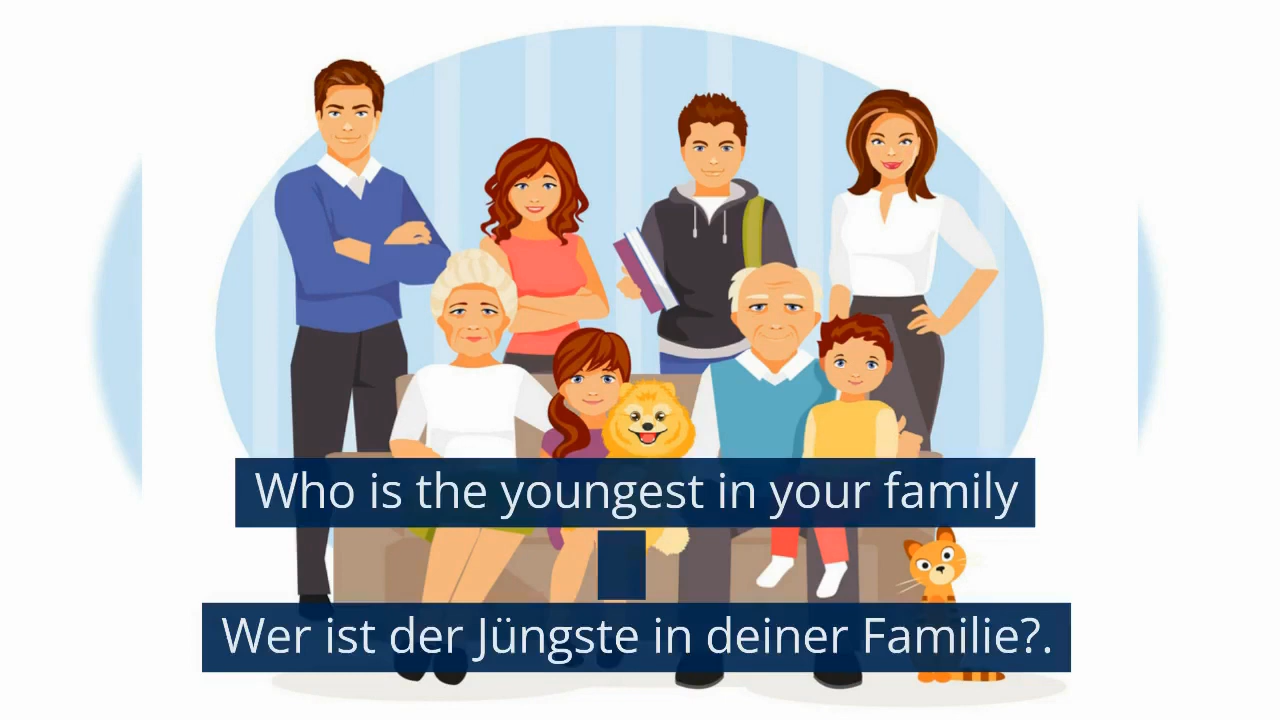 Who is the youngest in your family
Wer ist der Jüngste in deiner Familie?.